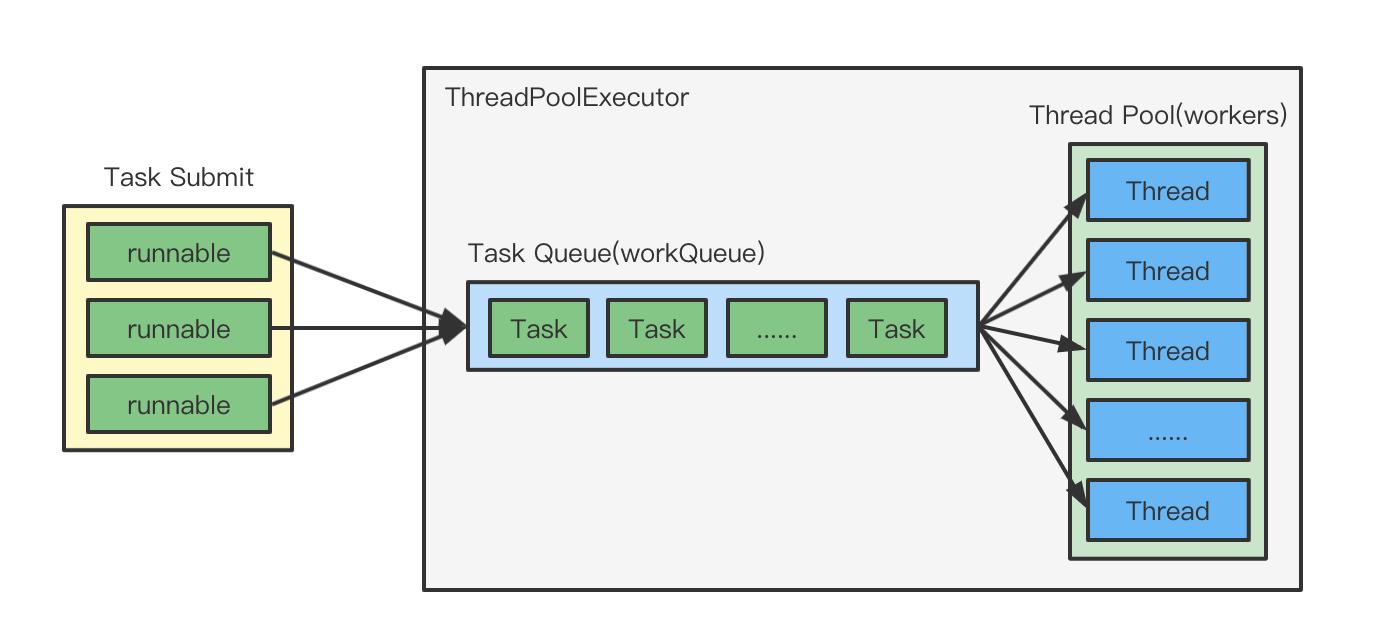 ThreadPoolExecutor
Thread Pool(workers)
Task Submit
runnable
runnable
runnable
Task Queue(workQueue)
Task Task ...... Task
Thread
Thread
Thread
......
Thread